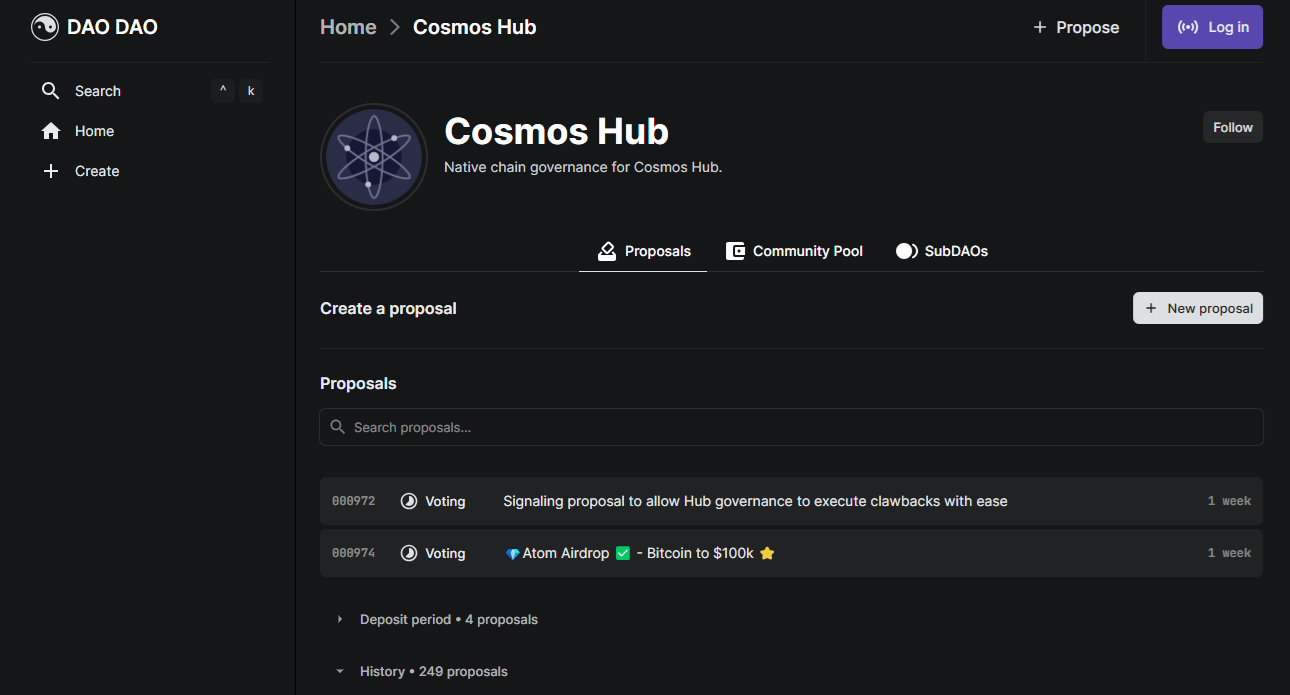 DAO DAO
Home > Cosmos Hub
+ Propose
Log in
Search ^ k
Home
Create
Cosmos Hub
Native chain governance for Cosmos Hub.
Follow
Proposals
Community Pool
SubDAOs
Create a proposal
+ New proposal
Proposals
Search proposals...
000972 Voting Signaling proposal to allow Hub governance to execute clawbacks with ease 1 week
000974 Voting 💎Atom Airdrop ✅ - Bitcoin to $100k ⭐ 1 week
Deposit period • 4 proposals
History • 249 proposals